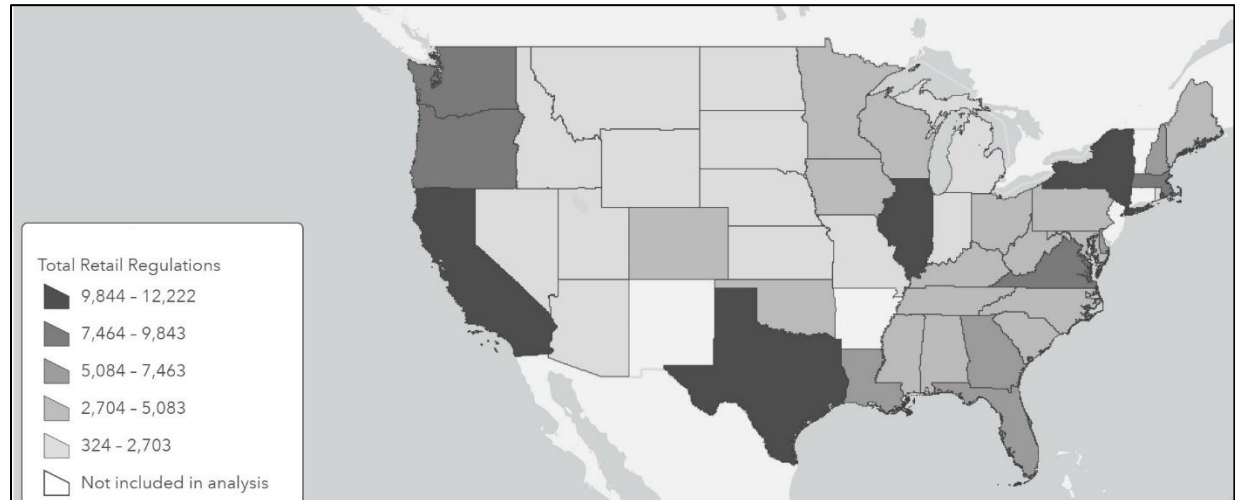 Total Retail Regulations
9,844 - 12,222
7,464 - 9,843
5,084 - 7,463
2,704 - 5,083
324 - 2,703
Not included in analysis